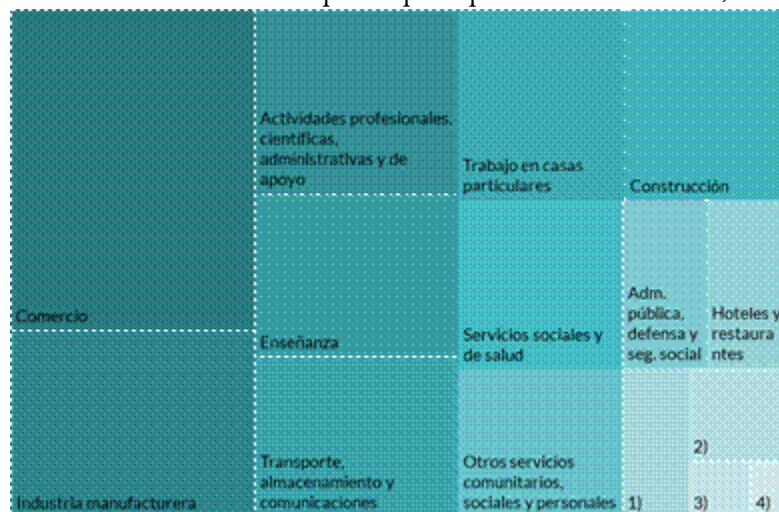 Actividades profesionales,
científicas,
administrativas y de
apoyo
Trabajo en casas
particulares
Construcción
Comercio
Enseñanza
Servicios sociales y
de salud
Adm.
pública,
defensa y
seg. social
Hoteles y
restaura
ntes
Industria manufacturera
Transporte,
almacenamiento y
comunicaciones
Otros servicios
comunitarios,
sociales y personales
1)
2)
3)
4)